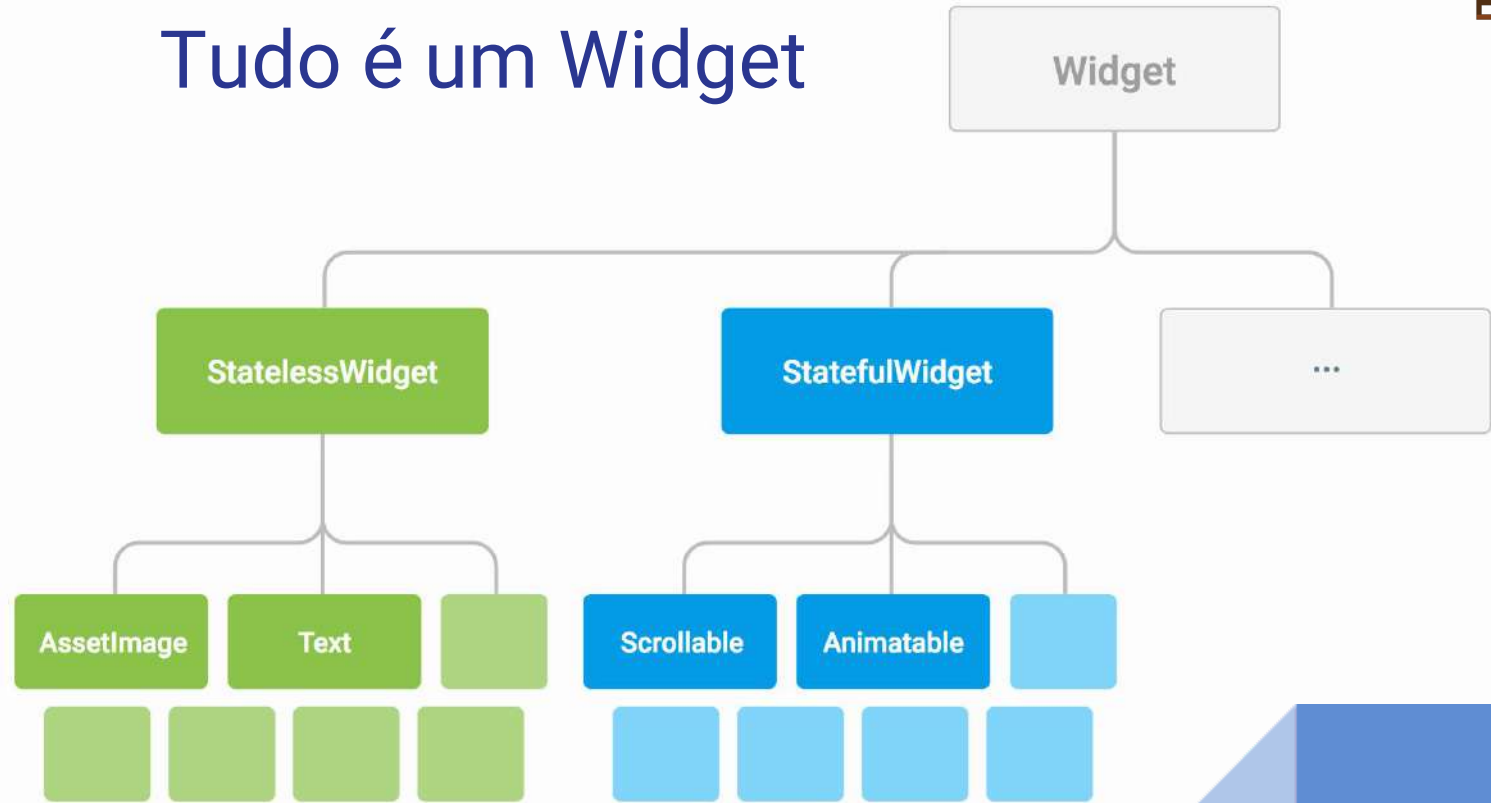 Tudo é um Widget
Widget
StatelessWidget
StatefulWidget
...
AssetImage
Text
Scrollable
Animatable